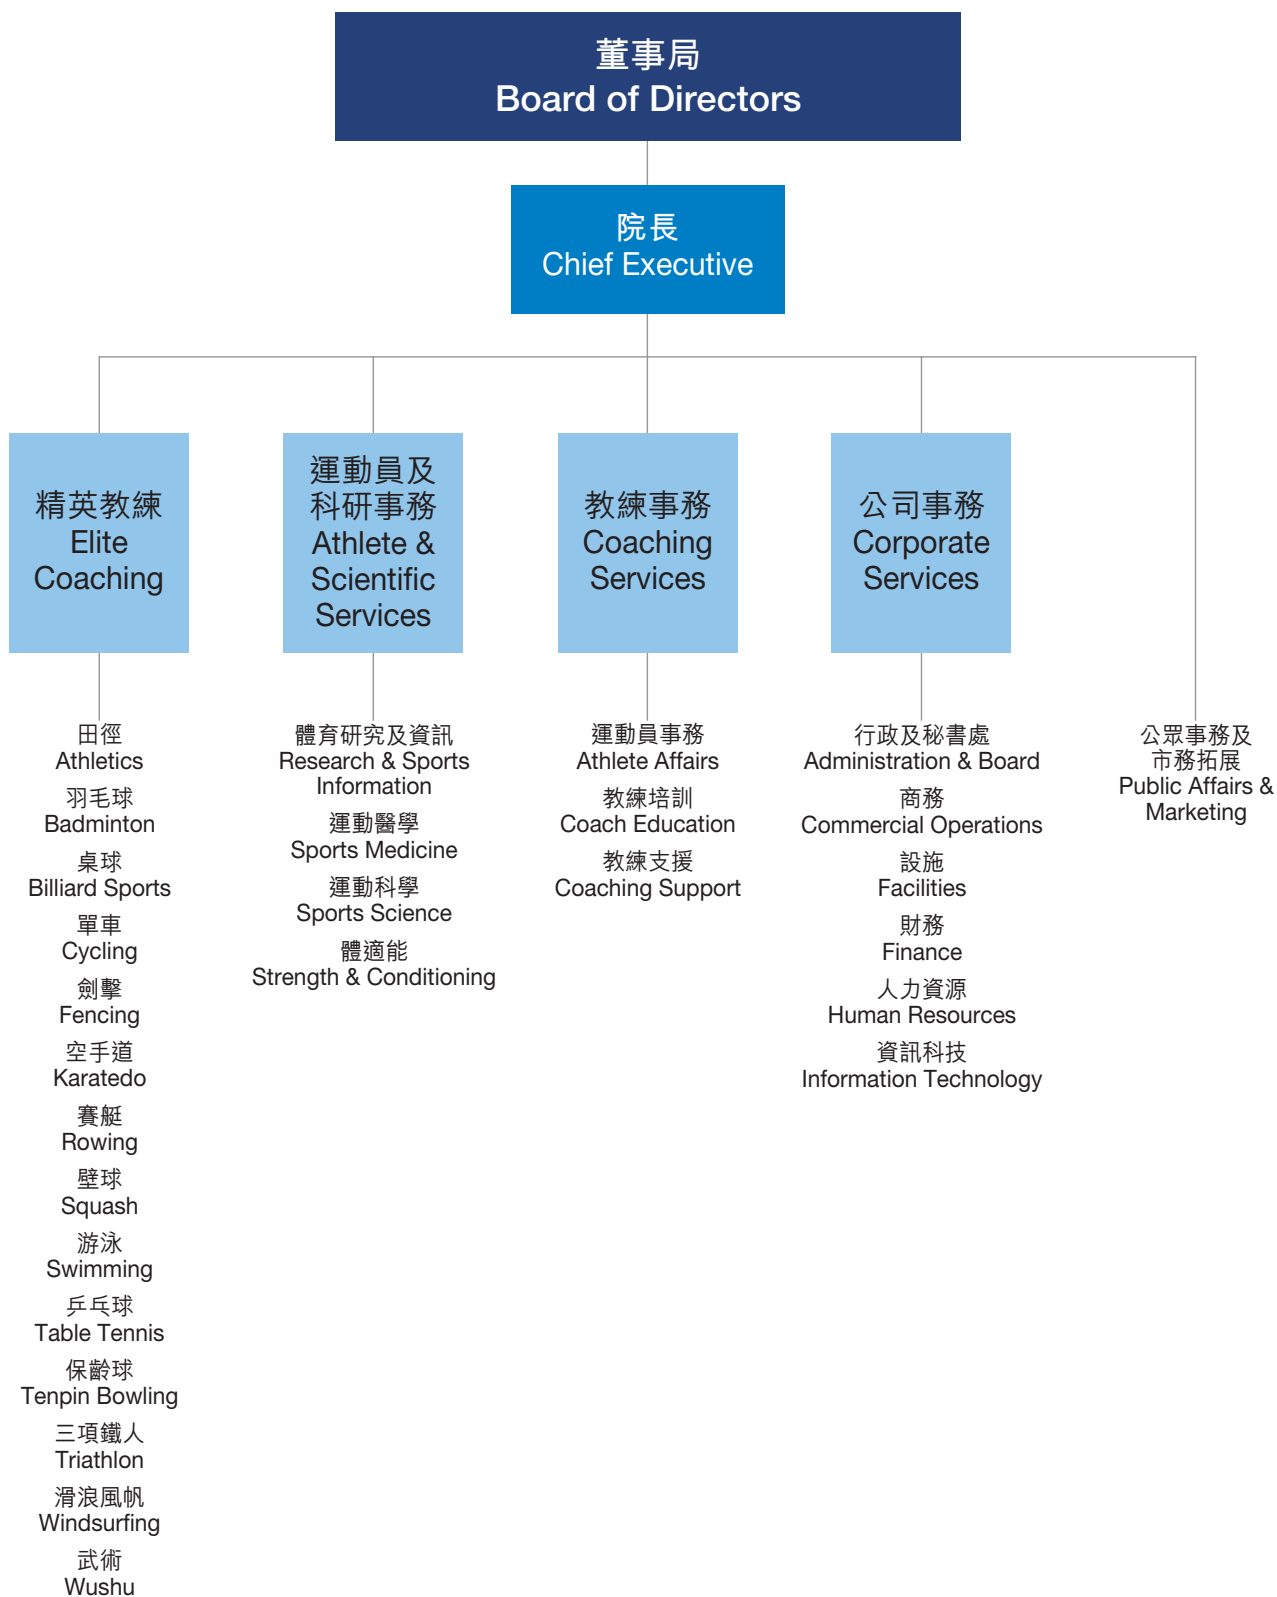 董事局
Board of Directors
院長
Chief Executive
精英教練
Elite
Coaching
運動員及
科研事務
Athlete &
Scientific
Services
教練事務
Coaching
Services
公司事務
Corporate
Services
田徑
Athletics
羽毛球
Badminton
桌球
Billiard Sports
單車
Cycling
劍擊
Fencing
空手道
Karatedo
賽艇
Rowing
壁球
Squash
游泳
Swimming
乒乓球
Table Tennis
保齡球
Tenpin Bowling
三項鐵人
Triathlon
滑浪風帆
Windsurfing
武術
Wushu
體育研究及資訊
Research & Sports
Information
運動醫學
Sports Medicine
運動科學
Sports Science
體適能
Strength & Conditioning
運動員事務
Athlete Affairs
教練培訓
Coach Education
教練支援
Coaching Support
行政及秘書處
Administration & Board
商務
Commercial Operations
設施
Facilities
財務
Finance
人力資源
Human Resources
資訊科技
Information Technology
公眾事務及
市務拓展
Public Affairs &
Marketing